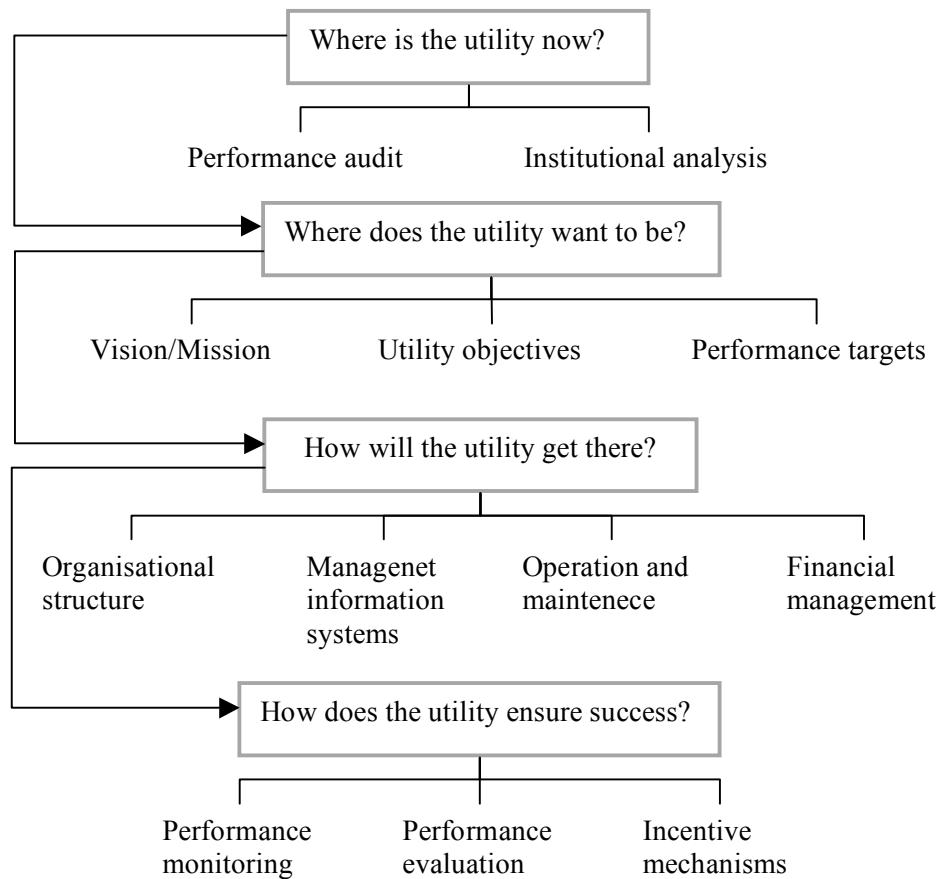 Where is the utility now?
Performance audit
Institutional analysis
Where does the utility want to be?
Vision/Mission
Utility objectives
Performance targets
How will the utility get there?
Organisational
structure
Managenet
information
systems
Operation and
maintenece
Financial
management
How does the utility ensure success?
Performance
monitoring
Performance
evaluation
Incentive
mechanisms